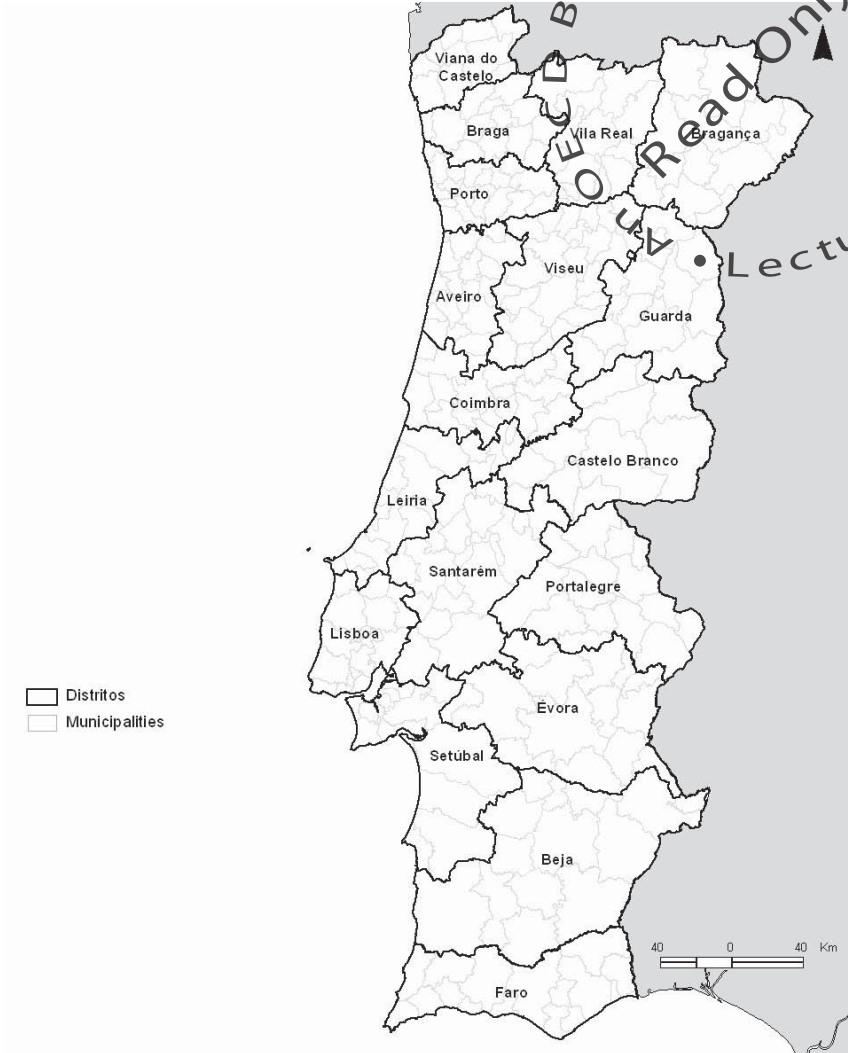 Viana do
Castelo
Braga
Vila Real
Bragança
Porto
Viseu
Aveiro
Guarda
Coimbra
Castelo Branco
Leiria
Santarém
Portalegre
Lisboa
Distritos
Municipalities
Évora
Setúbal
Beja
40 0 40 Km
Faro
OECD B
Read Only
Lectu